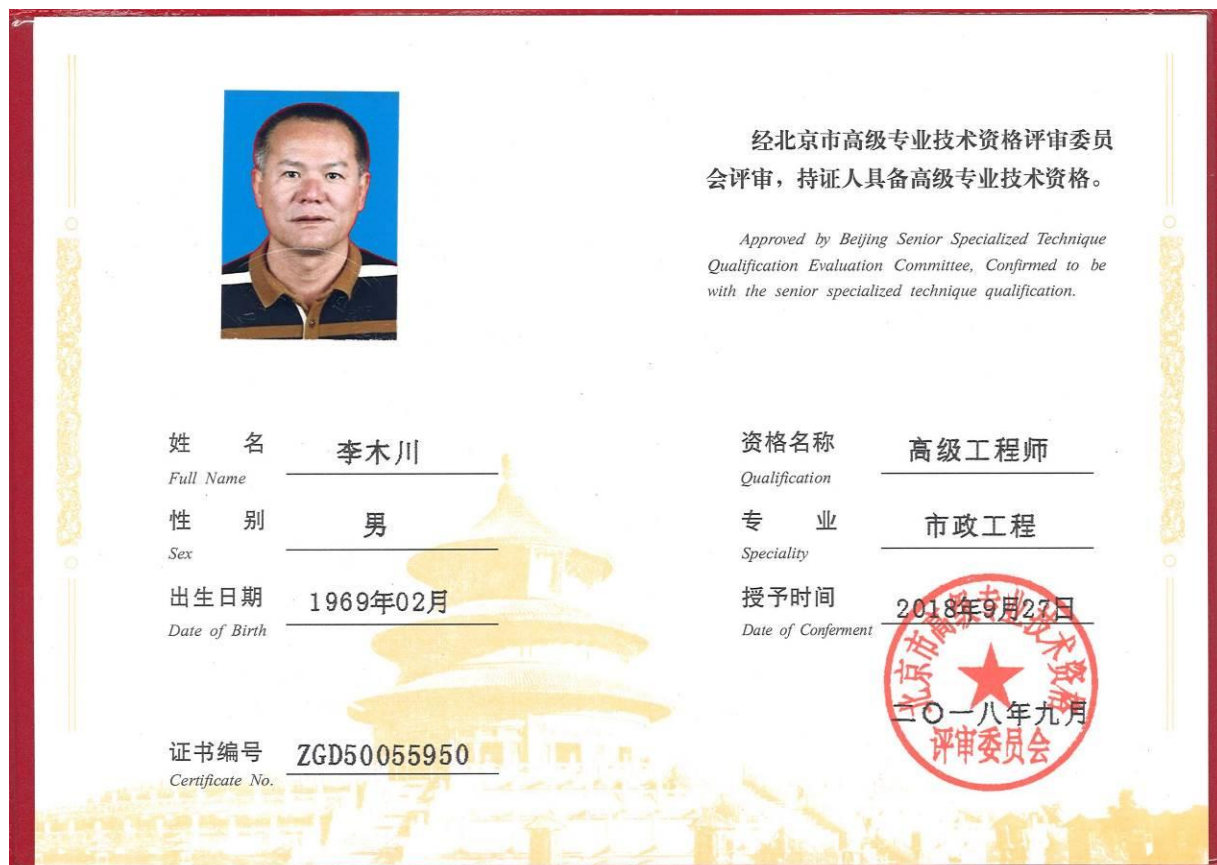 经北京市高级专业技术资格评审委员
会评审，持证人具备高级专业技术资格。
Approved by Beijing Senior Specialized Technique
Qualification Evaluation Committee, Confirmed to be
with the senior specialized technique qualification.
姓 名 李木川
Full Name
性 别 男
Sex
出生日期 1969年02月
Date of Birth
证书编号 ZGD50055950
Certificate No.
资格名称 高级工程师
Qualification
专 业 市政工程
Speciality
授予时间 2018年9月27日
Date of Conferment
北京市高级专业技术资格
评审委员会
二〇一八年九月